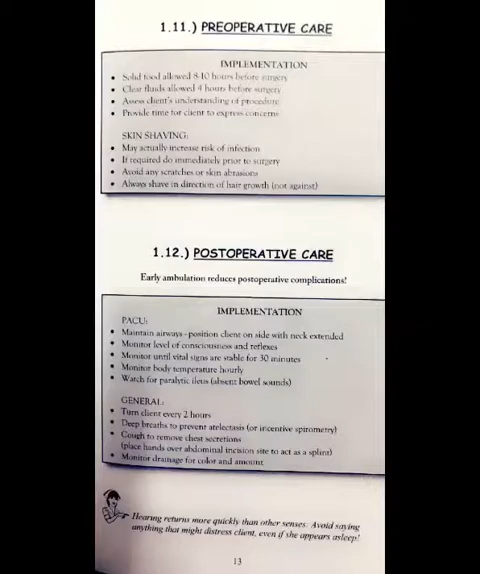 1.11.) PREOPERATIVE CARE
IMPLEMENTATION
• Solid food allowed 8-10 hours before surgery
• Clear fluids allowed 4 hours before surgery
• Assess client's understanding of procedure
• Provide time for client to express concerns
SKIN SHAVING:
• May actually increase risk of infection
• If required do immediately prior to surgery
• Avoid any scratches or skin abrasions
• Always shave in direction of hair growth (not against)
1.12.) POSTOPERATIVE CARE
Early ambulation reduces postoperative complications!
IMPLEMENTATION
PACU:
• Maintain airways - position client on side with neck extended
• Monitor level of consciousness and reflexes
• Monitor until vital signs are stable for 30 minutes
• Monitor body temperature hourly
• Watch for paralytic ileus (absent bowel sounds)
GENERAL:
• Turn client every 2 hours
• Deep breaths to prevent atelectasis (or incentive spirometry)
• Cough to remove chest secretions
(place hands over abdominal incision site to act as a splint)
• Monitor drainage for color and amount
Hearing returns more quickly than other senses: Avoid saying
anything that might distress client, even if she appears asleep!
13